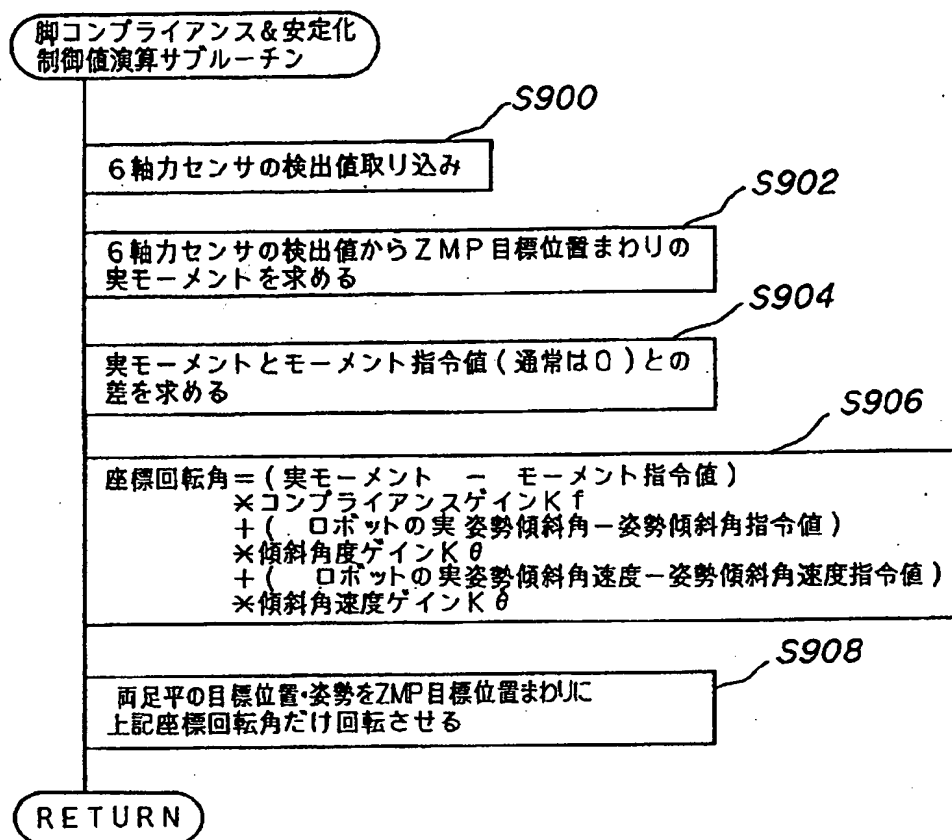 脚コンプライアンス&安定化
制御値演算サブルーチン
S900
6軸力センサの検出値取り込み
S902
6軸力センサの検出値からZMP目標位置まわりの
実モーメントを求める
S904
実モーメントとモーメント指令値(通常は0)との
差を求める
S906
座標回転角=(実モーメント − モーメント指令値)
*コンプライアンスゲインKf
+( ロボットの実姿勢傾斜角−姿勢傾斜角指令値)
*傾斜角度ゲインKθ
+( ロボットの実姿勢傾斜角速度−姿勢傾斜角速度指令値)
*傾斜角速度ゲインKθ̇
S908
両足平の目標位置・姿勢をZMP目標位置まわりに
上記座標回転角だけ回転させる
RETURN